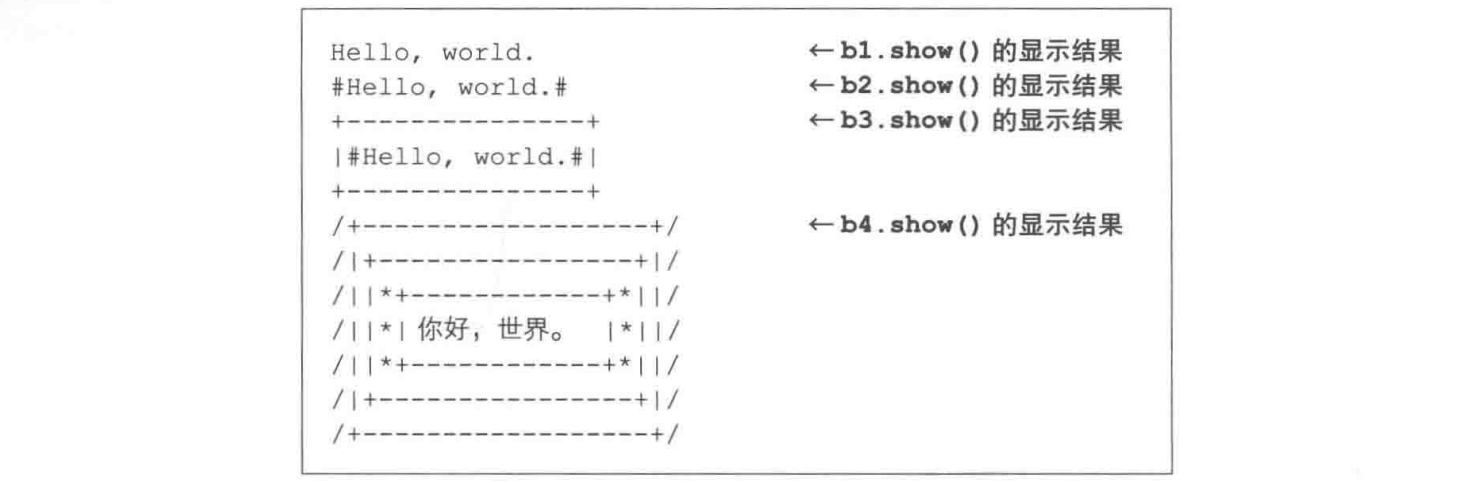 Hello, world. ←b1.show() 的显示结果
#Hello, world.# ←b2.show() 的显示结果
+---------------+ ←b3.show() 的显示结果
|#Hello, world.#|
+---------------+
/+------------------+/ ←b4.show() 的显示结果
/|+----------------+|/
/||*+------------+*||/
/||*| 你好，世界。 |*||/
/||*+------------+*||/
/|+----------------+|/
/+------------------+/